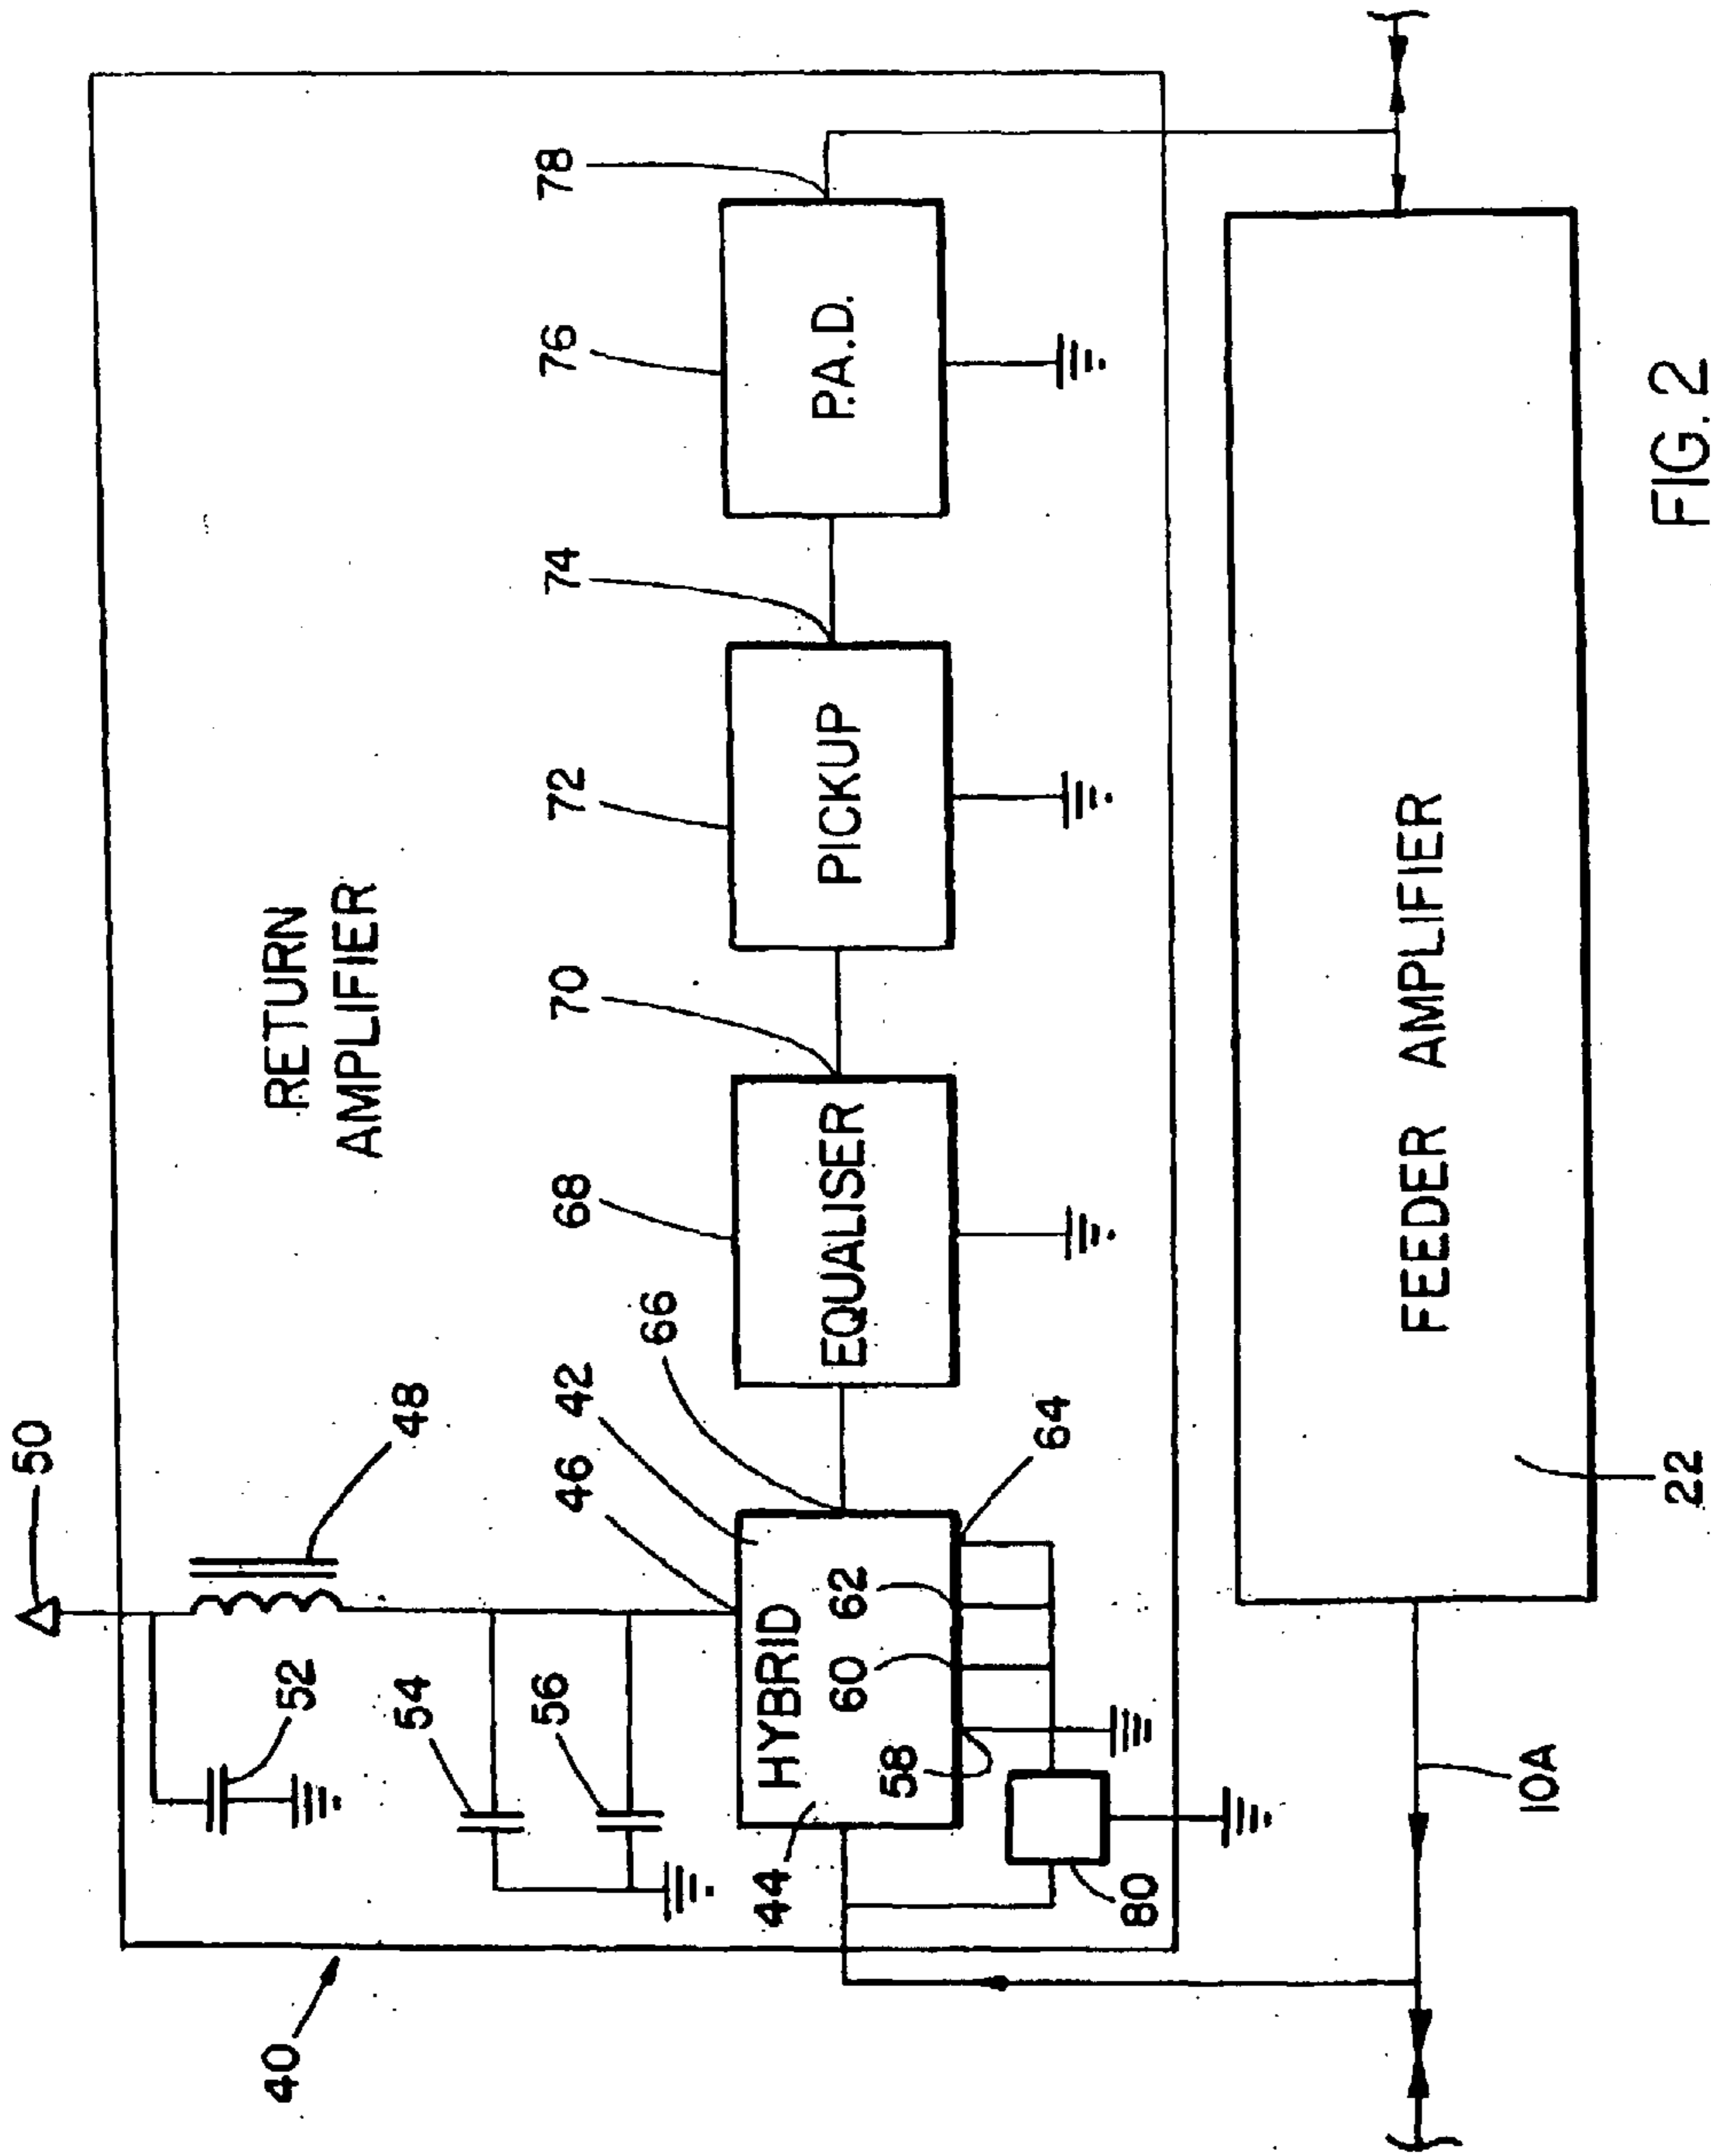 50
48
RETURN
AMPLIFIER
40
52
54
56
46
42
66
68
70
72
74
76
78
HYBRID
EQUALISER
PICKUP
P.A.D.
44
58
60
62
64
80
FEEDER AMPLIFIER
10A
22
FIG. 2